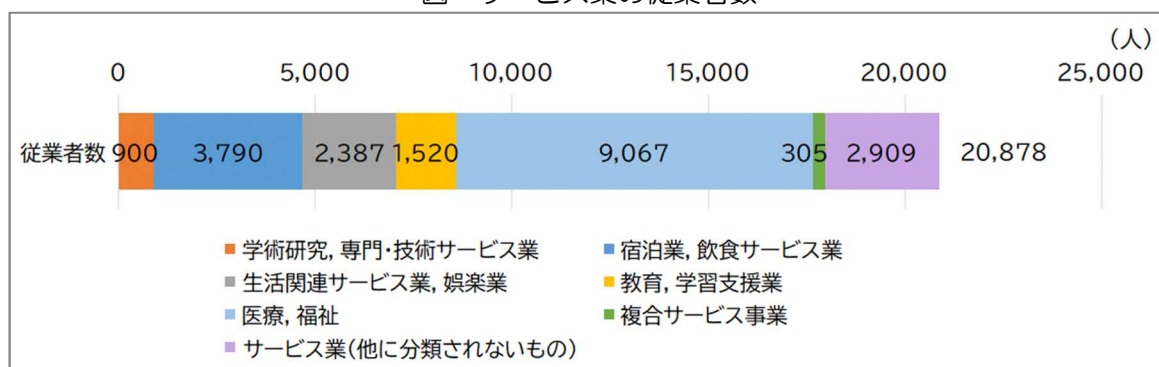 (人)
0 5,000 10,000 15,000 20,000 25,000
従業者数 900 3,790 2,387 1,520 9,067 305 2,909 20,878
学術研究, 専門・技術サービス業 宿泊業, 飲食サービス業
生活関連サービス業, 娯楽業 教育, 学習支援業
医療, 福祉 複合サービス事業
サービス業(他に分類されないもの)